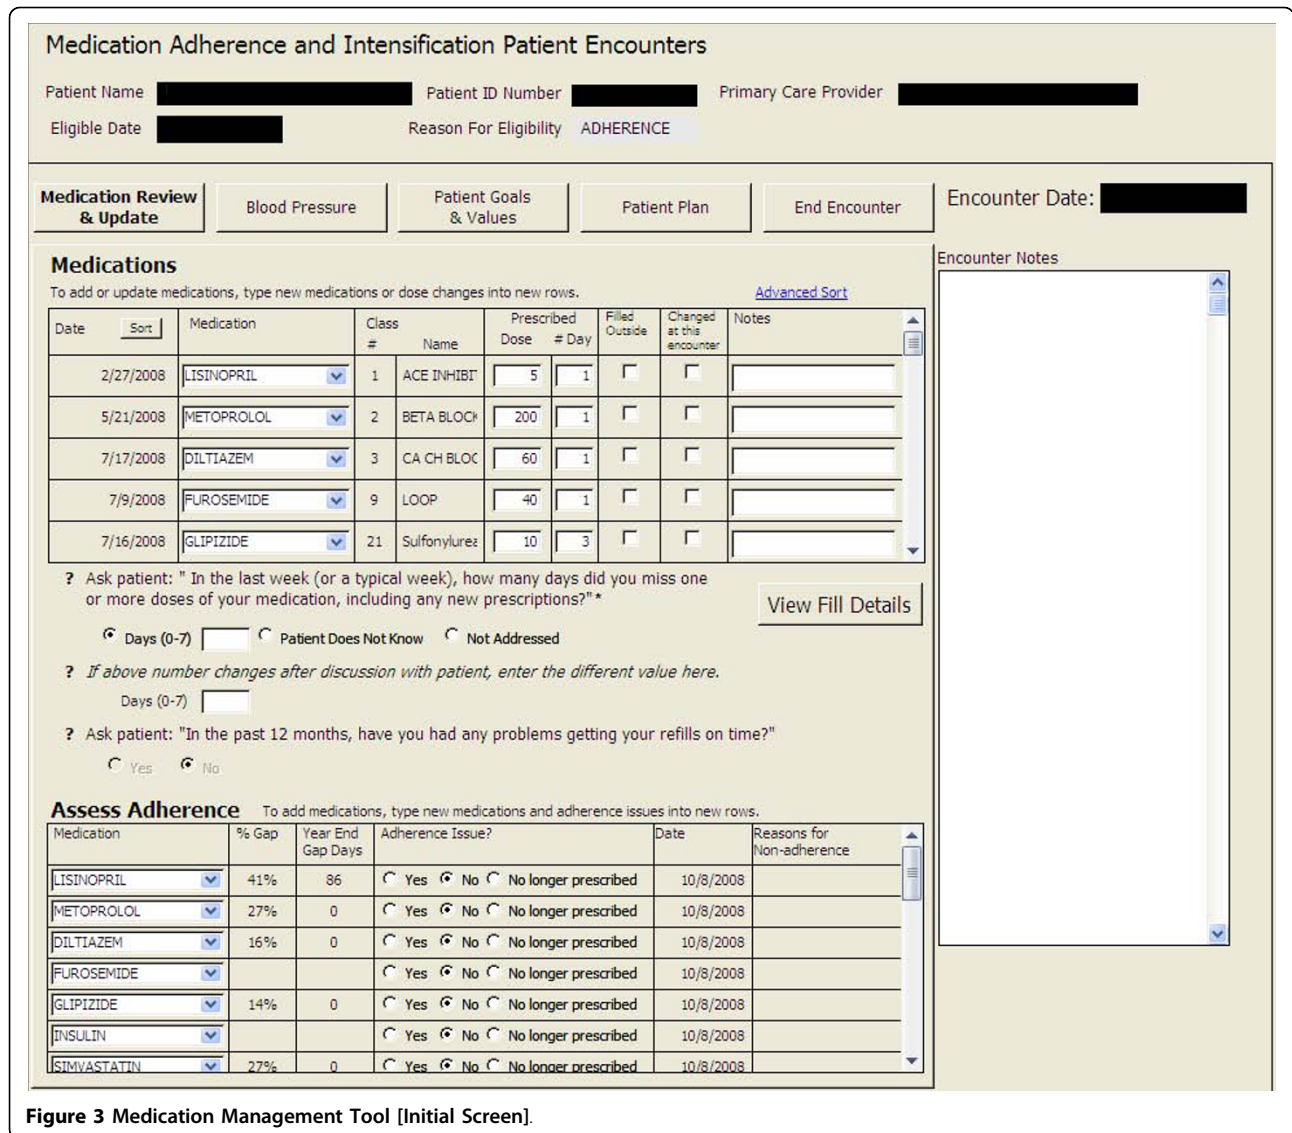 Medication Adherence and Intensification Patient Encounters
Patient Name Patient ID Number Primary Care Provider
Eligible Date Reason For Eligibility ADHERENCE
Medication Review & Update Blood Pressure Patient Goals & Values Patient Plan End Encounter Encounter Date:
Medications
Encounter Notes
To add or update medications, type new medications or dose changes into new rows. Advanced Sort
Date Sort Medication Class # Name Prescribed Dose # Day Filled Outside Changed at this encounter Notes
2/27/2008 LISINOPRIL 1 ACE INHIBIT 5 1
5/21/2008 METOPROLOL 2 BETA BLOCK 200 1
7/17/2008 DILTIAZEM 3 CA CH BLOC 60 1
7/9/2008 FUROSEMIDE 9 LOOP 40 1
7/16/2008 GLIPIZIDE 21 Sulfonylurea 10 3
? Ask patient: " In the last week (or a typical week), how many days did you miss one
or more doses of your medication, including any new prescriptions?"*
View Fill Details
Days (0-7) Patient Does Not Know Not Addressed
? If above number changes after discussion with patient, enter the different value here.
Days (0-7)
? Ask patient: "In the past 12 months, have you had any problems getting your refills on time?"
Yes No
Assess Adherence To add medications, type new medications and adherence issues into new rows.
Medication % Gap Year End Gap Days Adherence Issue? Date Reasons for Non-adherence
LISINOPRIL 41% 86 Yes No No longer prescribed 10/8/2008
METOPROLOL 27% 0 Yes No No longer prescribed 10/8/2008
DILTIAZEM 16% 0 Yes No No longer prescribed 10/8/2008
FUROSEMIDE Yes No No longer prescribed 10/8/2008
GLIPIZIDE 14% 0 Yes No No longer prescribed 10/8/2008
INSULIN Yes No No longer prescribed 10/8/2008
SIMVASTATIN 27% 0 Yes No No longer prescribed 10/8/2008
Figure 3 Medication Management Tool [Initial Screen].